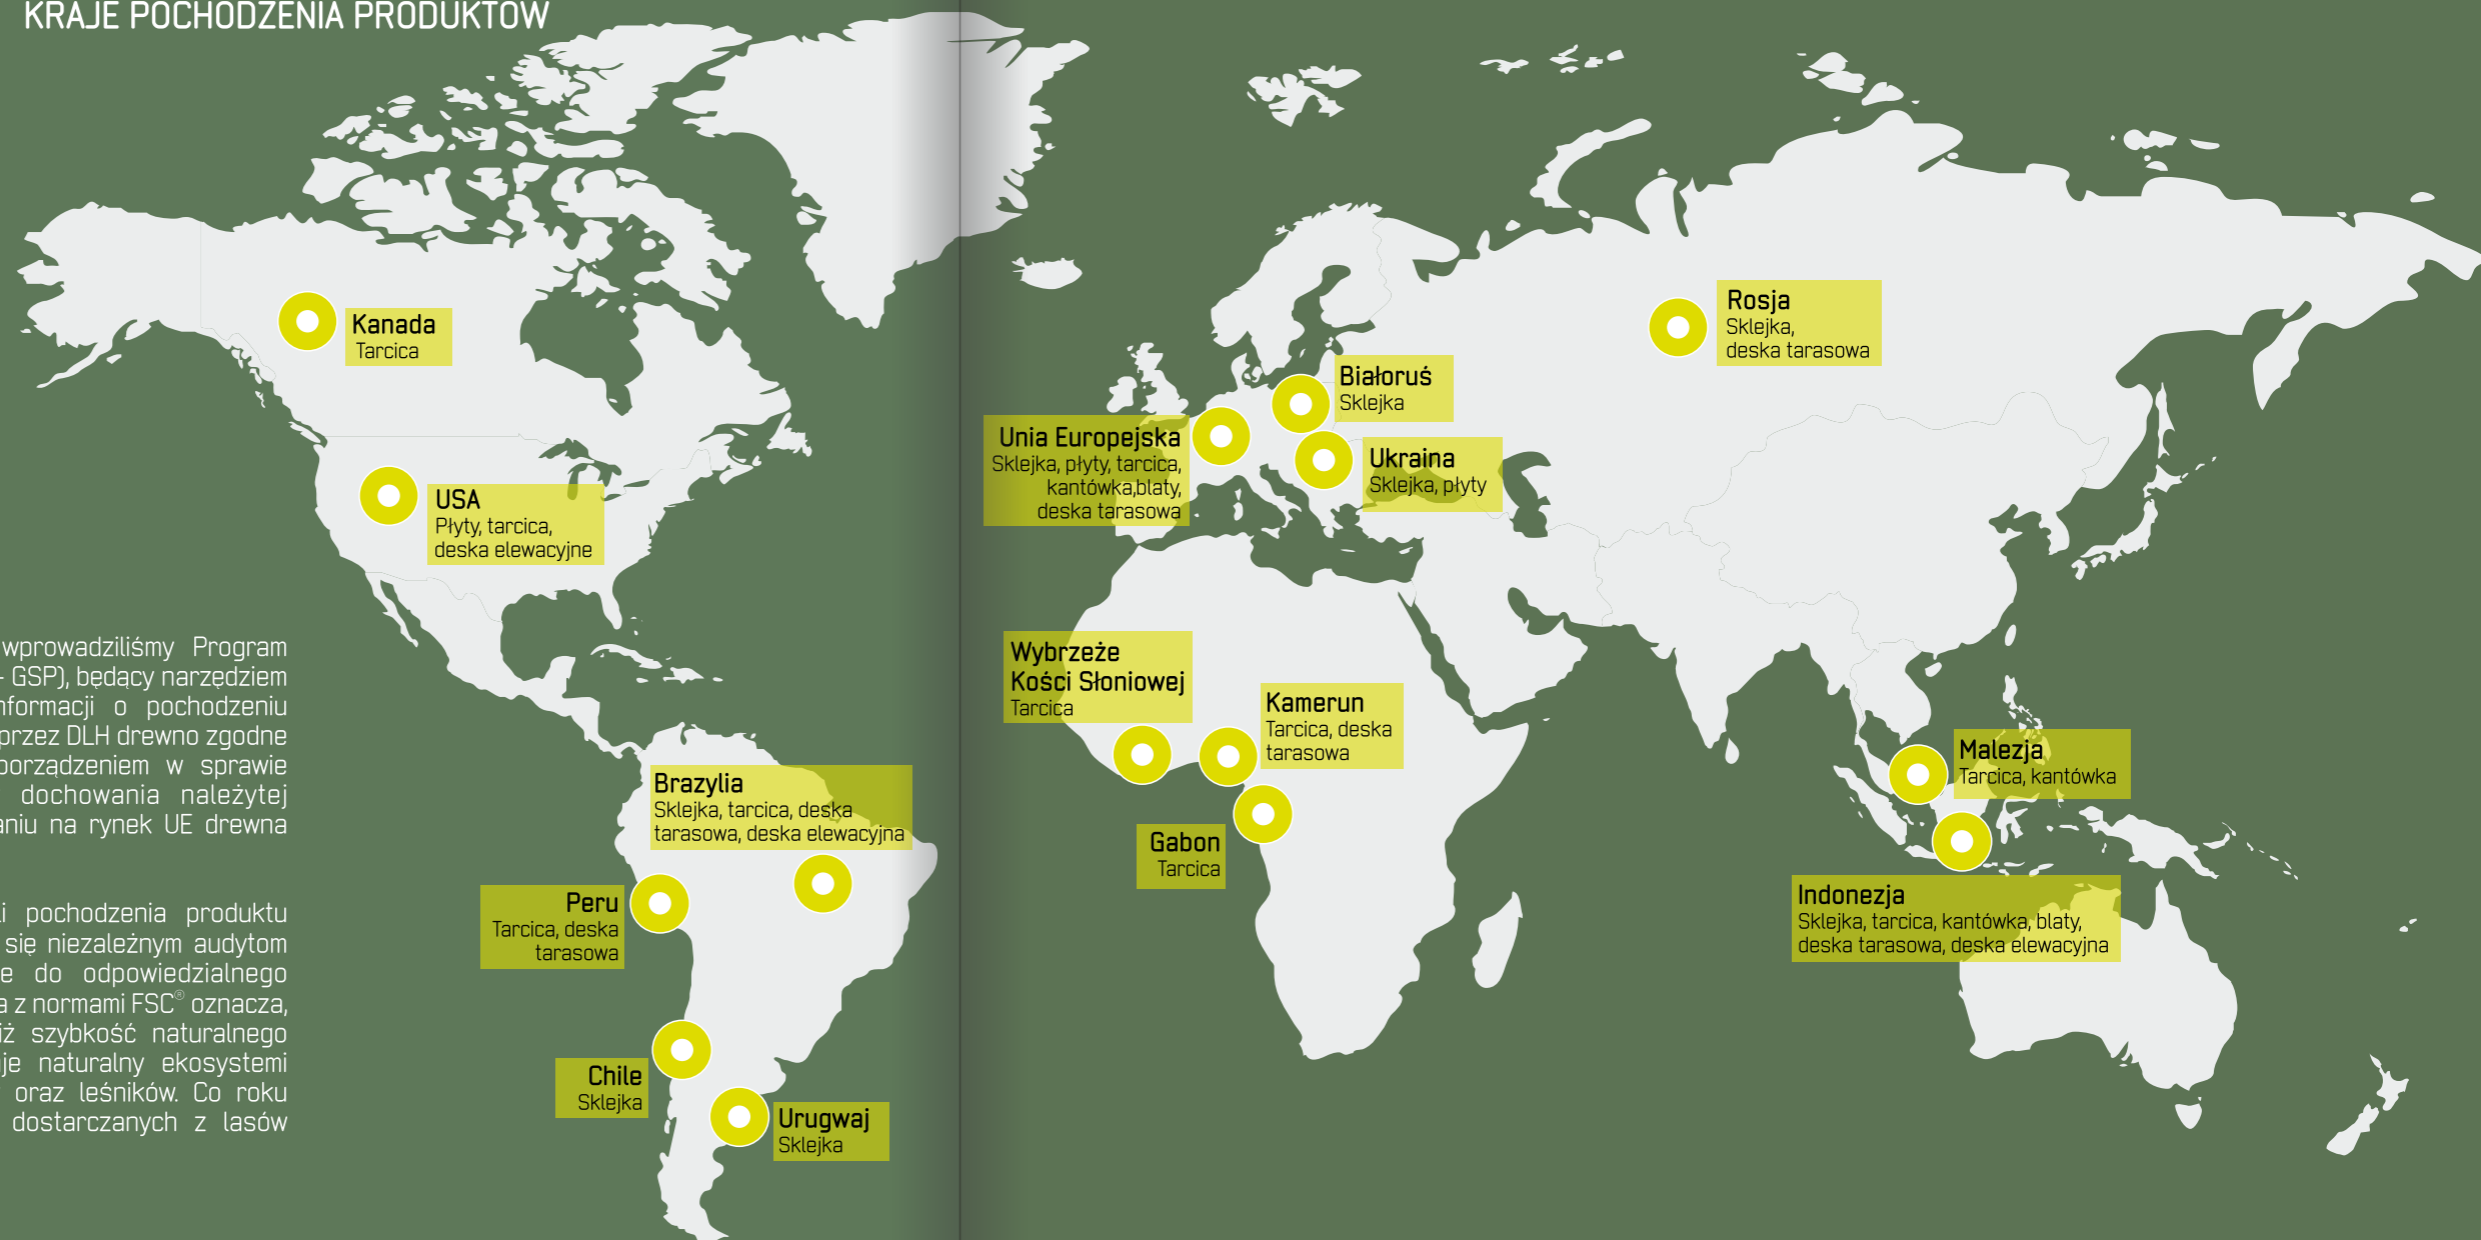 KRAJE POCHODZENIA PRODUKTÓW
Kanada
Tarcica
USA
Płyty, tarcica,
deska elewacyjne
wprowadziliśmy Program
- GSP), będący narzędziem
o pochodzeniu
przez DLH drewno zgodne
w sprawie
dochowania należytej
na rynek UE drewna
pochodzenia produktu
się niezależnym audytom
do odpowiedzialnego
z normami FSC® oznacza,
szybkość naturalnego
naturalny ekosystemi
oraz leśników. Co roku
dostarczanych z lasów
Brazylia
Sklejka, tarcica, deska
tarasowa, deska elewacyjna
Peru
Tarcica, deska
tarasowa
Chile
Sklejka
Urugwaj
Sklejka
Rosja
Sklejka,
deska tarasowa
Białoruś
Sklejka
Unia Europejska
Sklejka, płyty, tarcica,
kantówka,blaty,
deska tarasowa
Ukraina
Sklejka, płyty
Wybrzeże
Kości Słoniowej
Tarcica
Kamerun
Tarcica, deska
tarasowa
Gabon
Tarcica
Malezja
Tarcica, kantówka
Indonezja
Sklejka, tarcica, kantówka, blaty,
deska tarasowa, deska elewacyjna